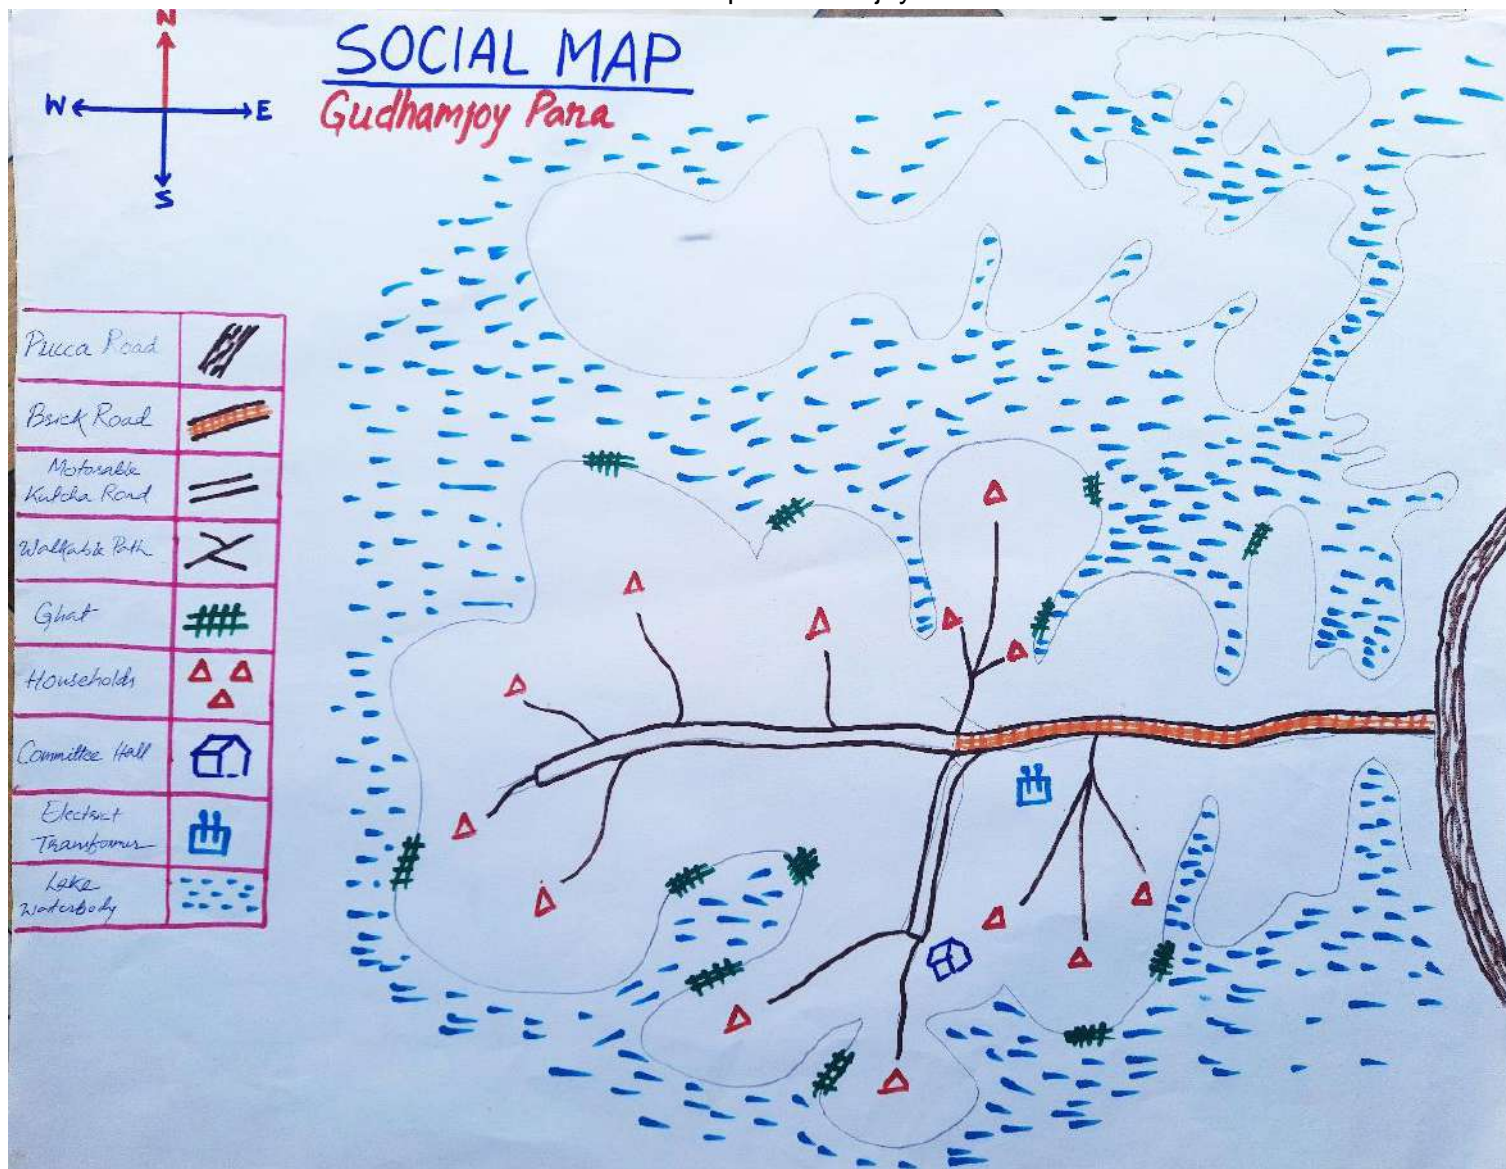 N
SOCIAL MAP
W
E
Gudhamjoy Para
S
Pucca Road
Brick Road
Motorable
Kutcha Road
Walkable Path
Ghat
Households
Committee Hall
Electrict
Transformer
Lake
Waterbody